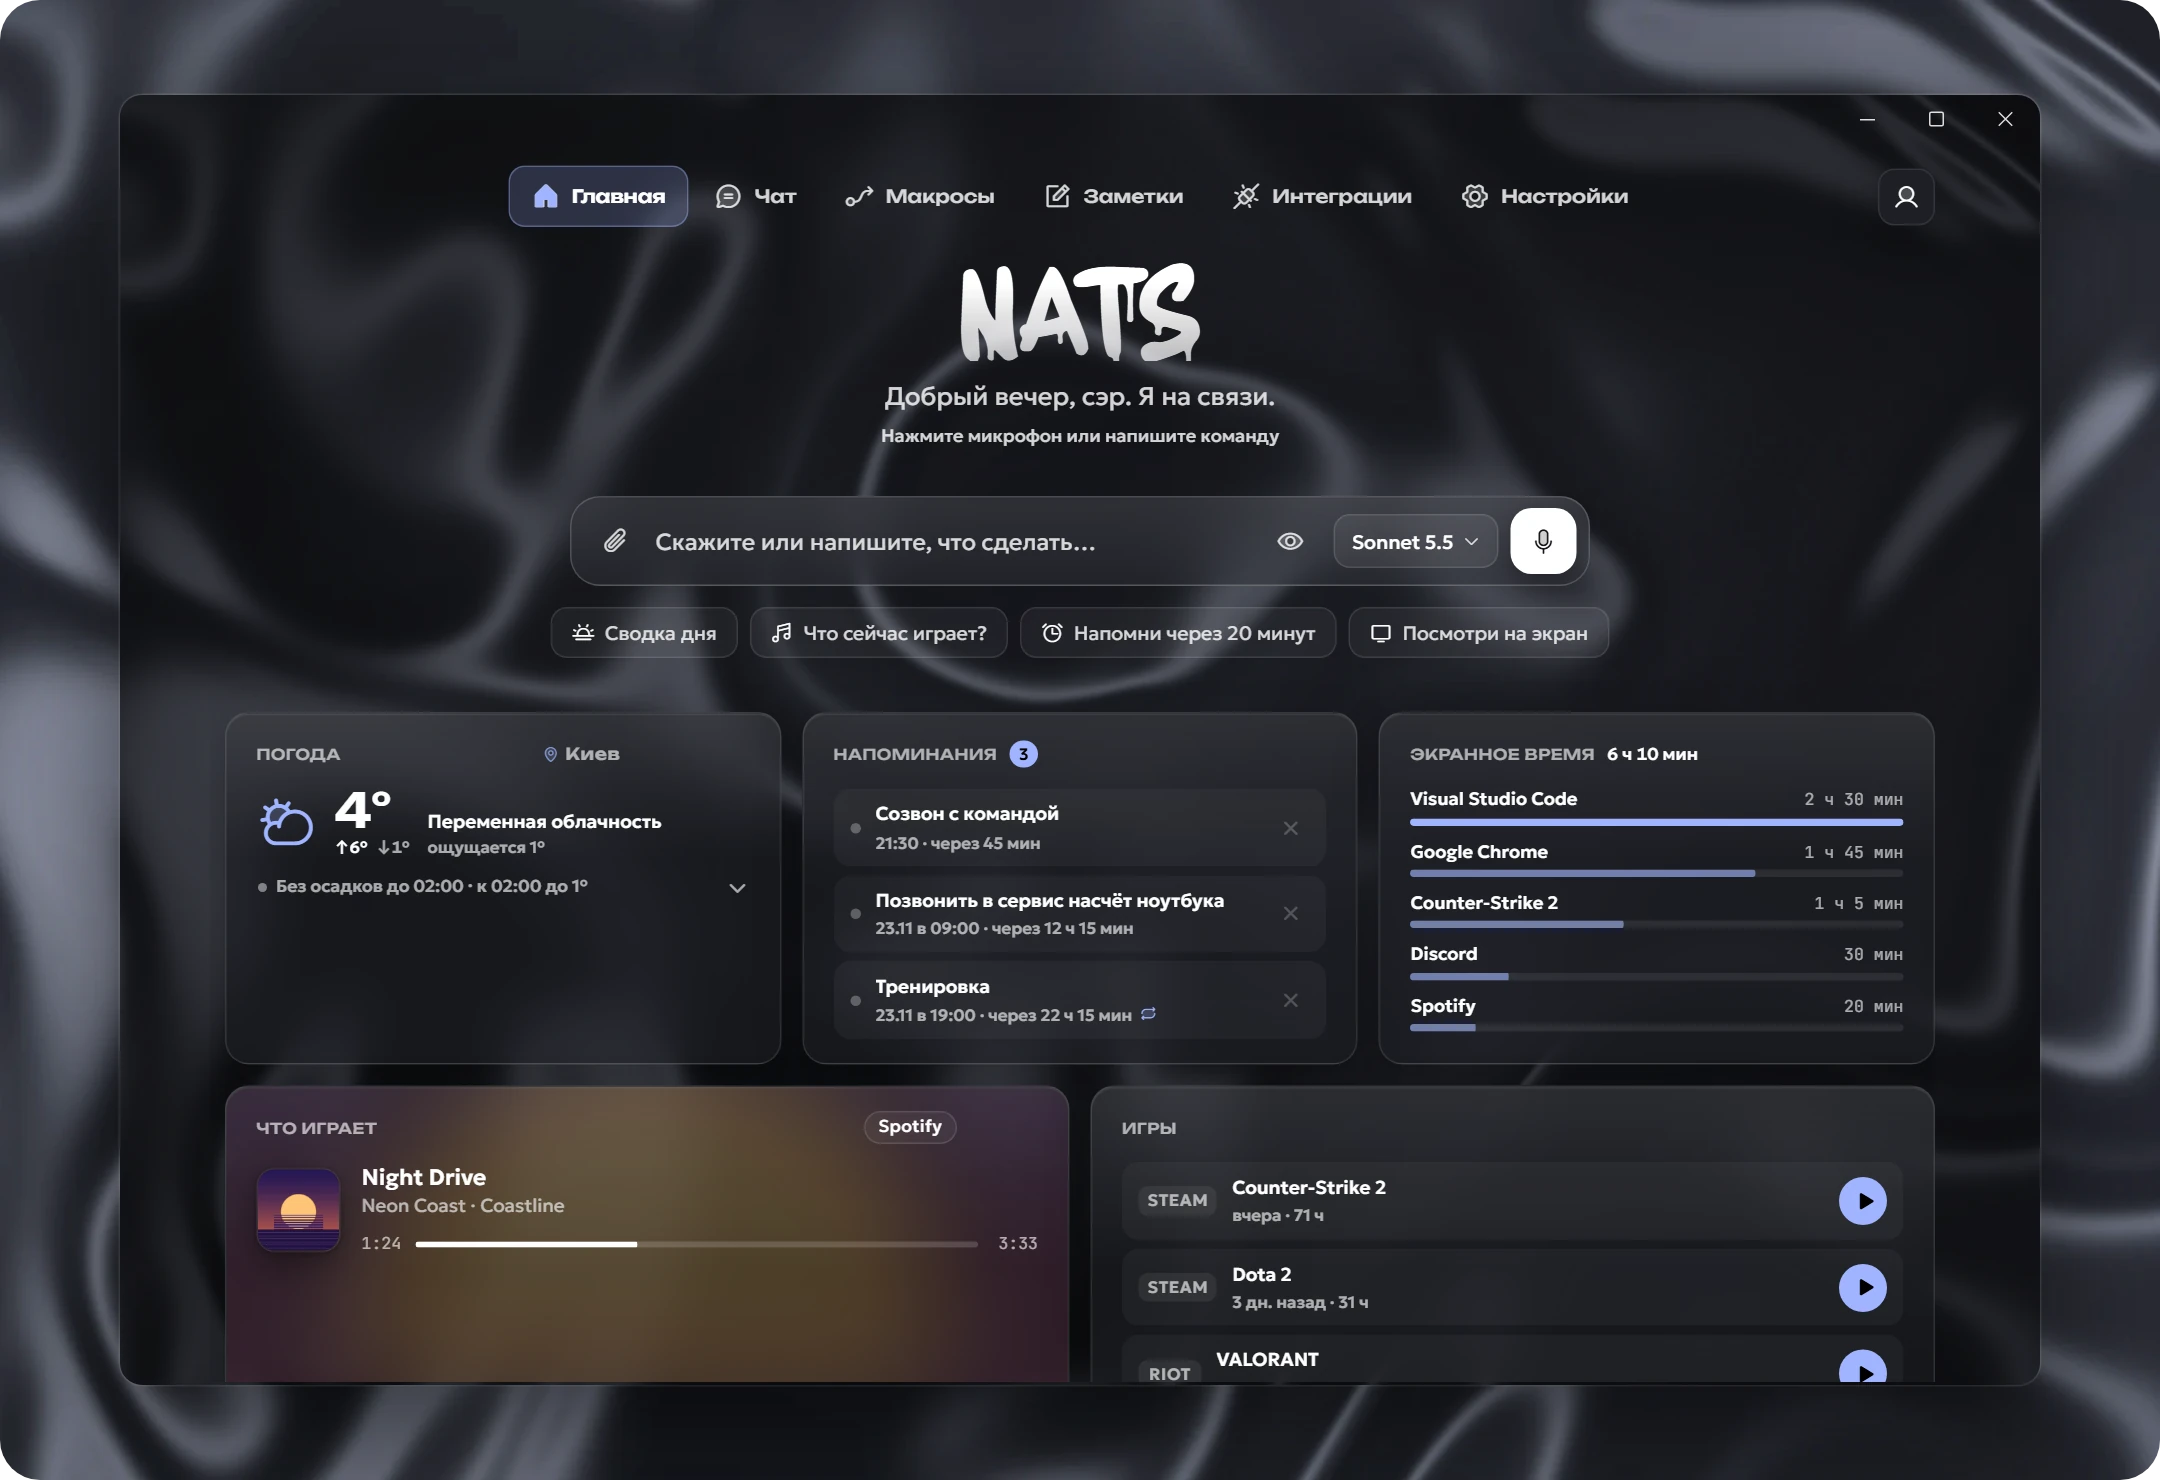 Главная
Чат
Макросы
Заметки
Интеграции
Настройки
NATS
Добрый вечер, сэр. Я на связи.
Нажмите микрофон или напишите команду
Скажите или напишите, что сделать...
Sonnet 5.5
Сводка дня
Что сейчас играет?
Напомни через 20 минут
Посмотри на экран
ПОГОДА
Киев
4°
↑6° ↓1°
Переменная облачность
ощущается 1°
Без осадков до 02:00 · к 02:00 до 1°
НАПОМИНАНИЯ 3
Созвон с командой
21:30 · через 45 мин
Позвонить в сервис насчёт ноутбука
23.11 в 09:00 · через 12 ч 15 мин
Тренировка
23.11 в 19:00 · через 22 ч 15 мин
ЭКРАННОЕ ВРЕМЯ 6 ч 10 мин
Visual Studio Code 2 ч 30 мин
Google Chrome 1 ч 45 мин
Counter-Strike 2 1 ч 5 мин
Discord 30 мин
Spotify 20 мин
ЧТО ИГРАЕТ
Spotify
Night Drive
Neon Coast · Coastline
1:24 3:33
ИГРЫ
STEAM
Counter-Strike 2
вчера · 71 ч
STEAM
Dota 2
3 дн. назад · 31 ч
RIOT
VALORANT